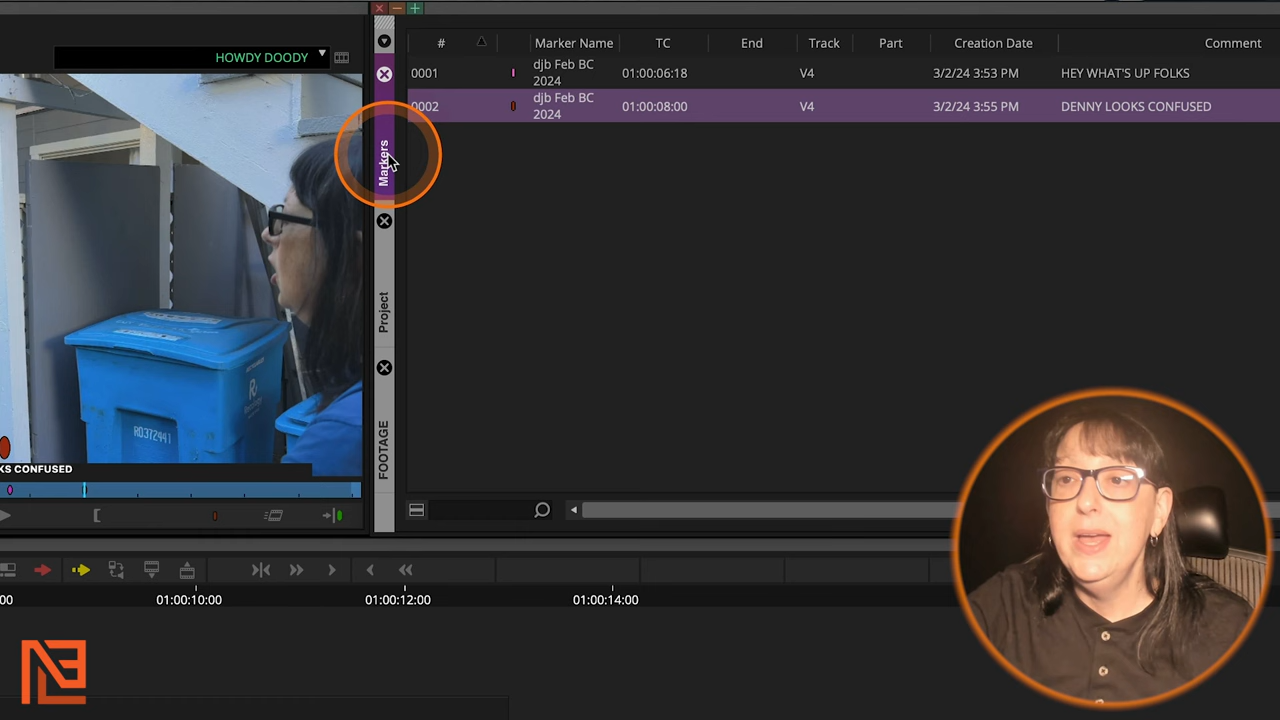 HOWDY DOODY
# Marker Name TC End Track Part Creation Date Comment
0001 djb Feb BC 2024 01:00:06:18 V4 3/2/24 3:53 PM HEY WHAT'S UP FOLKS
0002 djb Feb BC 2024 01:00:08:00 V4 3/2/24 3:55 PM DENNY LOOKS CONFUSED
Markers
Project
FOOTAGE
RO372441
KS CONFUSED
00 01:00:10:00 01:00:12:00 01:00:14:00